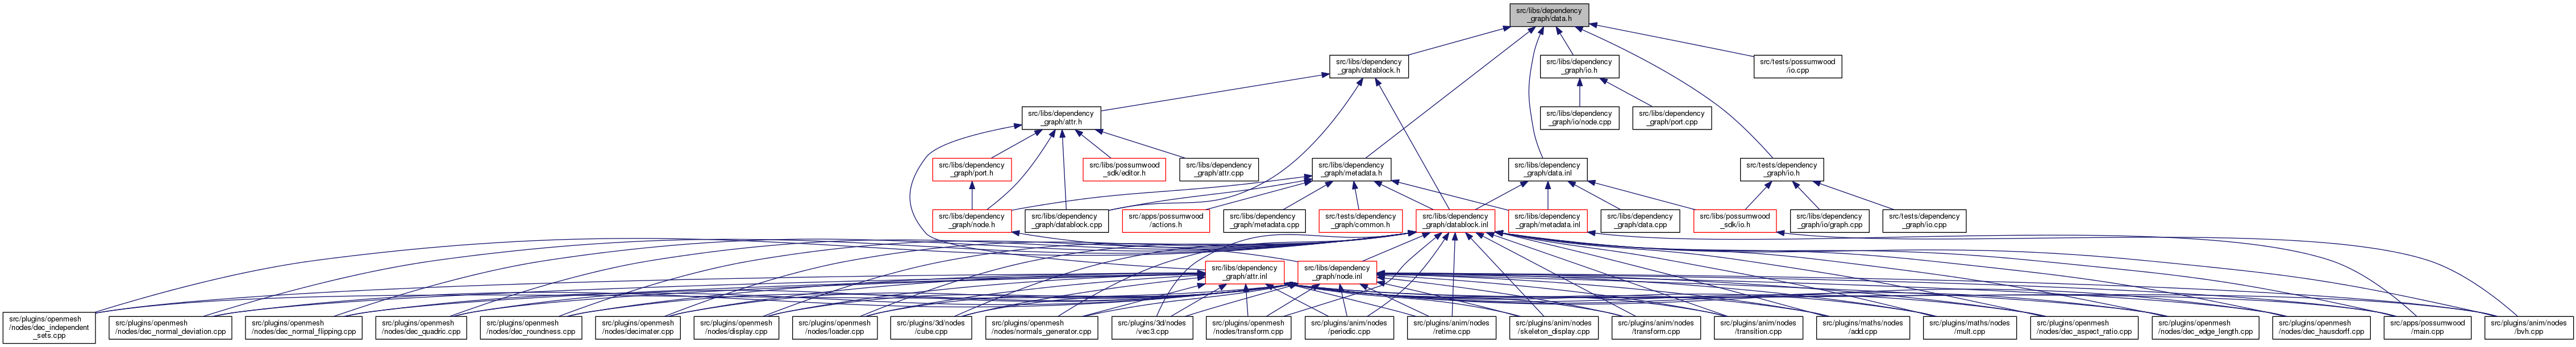 src/libs/dependency
_graph/data.h
src/libs/dependency
_graph/datablock.h
src/libs/dependency
_graph/io.h
src/tests/possumwood
/io.cpp
src/libs/dependency
_graph/attr.h
src/libs/dependency
_graph/io/node.cpp
src/libs/dependency
_graph/port.cpp
src/libs/dependency
_graph/port.h
src/libs/possumwood
_sdk/editor.h
src/libs/dependency
_graph/attr.cpp
src/libs/dependency
_graph/metadata.h
src/libs/dependency
_graph/data.inl
src/tests/dependency
_graph/io.h
src/libs/dependency
_graph/node.h
src/libs/dependency
_graph/datablock.cpp
src/apps/possumwood
/actions.h
src/libs/dependency
_graph/metadata.cpp
src/tests/dependency
_graph/common.h
src/libs/dependency
_graph/datablock.inl
src/libs/dependency
_graph/metadata.inl
src/libs/dependency
_graph/data.cpp
src/libs/possumwood
_sdk/io.h
src/libs/dependency
_graph/io/graph.cpp
src/tests/dependency
_graph/io.cpp
src/libs/dependency
_graph/attr.inl
src/libs/dependency
_graph/node.inl
src/plugins/openmesh
/nodes/dec_independent
_sets.cpp
src/plugins/openmesh
/nodes/dec_normal_deviation.cpp
src/plugins/openmesh
/nodes/dec_normal_flipping.cpp
src/plugins/openmesh
/nodes/dec_quadric.cpp
src/plugins/openmesh
/nodes/dec_roundness.cpp
src/plugins/openmesh
/nodes/decimater.cpp
src/plugins/openmesh
/nodes/display.cpp
src/plugins/openmesh
/nodes/loader.cpp
src/plugins/3d/nodes
/cube.cpp
src/plugins/openmesh
/nodes/normals_generator.cpp
src/plugins/3d/nodes
/vec3.cpp
src/plugins/openmesh
/nodes/transform.cpp
src/plugins/anim/nodes
/periodic.cpp
src/plugins/anim/nodes
/retime.cpp
src/plugins/anim/nodes
/skeleton_display.cpp
src/plugins/anim/nodes
/transform.cpp
src/plugins/anim/nodes
/transition.cpp
src/plugins/maths/nodes
/add.cpp
src/plugins/maths/nodes
/mult.cpp
src/plugins/openmesh
/nodes/dec_aspect_ratio.cpp
src/plugins/openmesh
/nodes/dec_edge_length.cpp
src/plugins/openmesh
/nodes/dec_hausdorff.cpp
src/apps/possumwood
/main.cpp
src/plugins/anim/nodes
/bvh.cpp